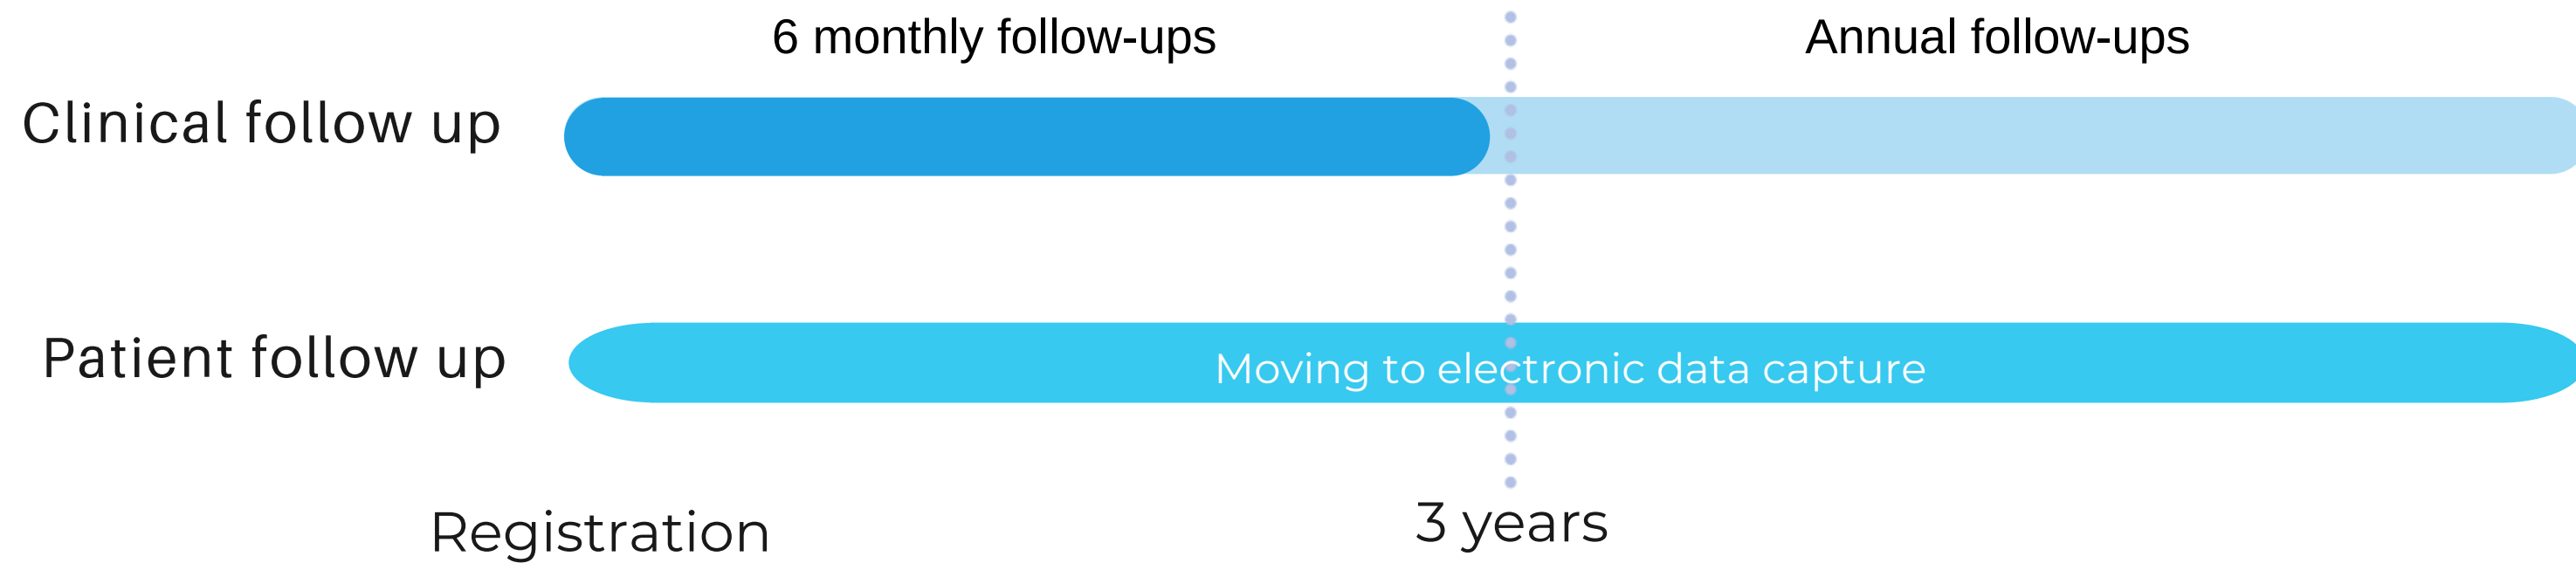 6 monthly follow-ups
Annual follow-ups
Clinical follow up
Patient follow up
Moving to electronic data capture
Registration
3 years